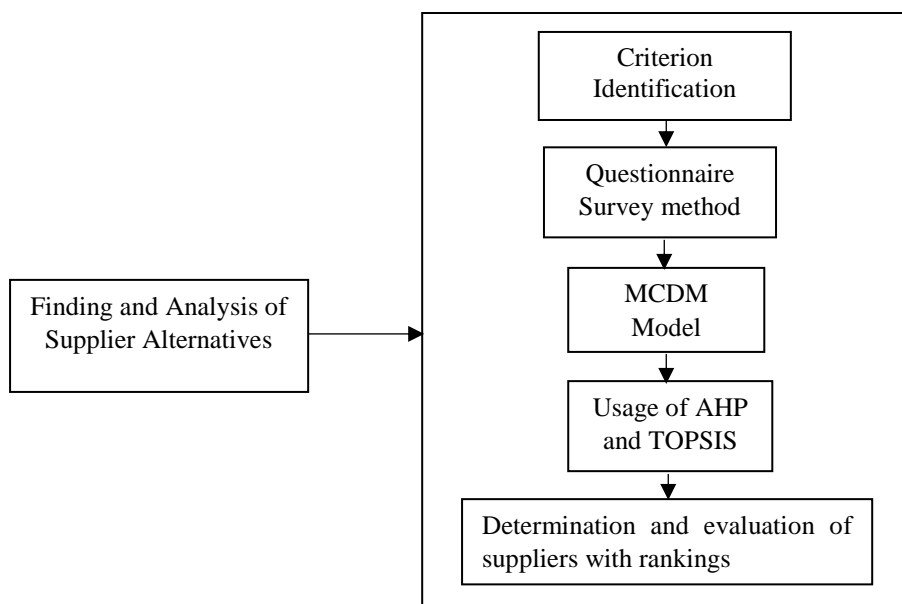 Criterion
Identification
Questionnaire
Survey method
Finding and Analysis of
Supplier Alternatives
MCDM
Model
Usage of AHP
and TOPSIS
Determination and evaluation of
suppliers with rankings